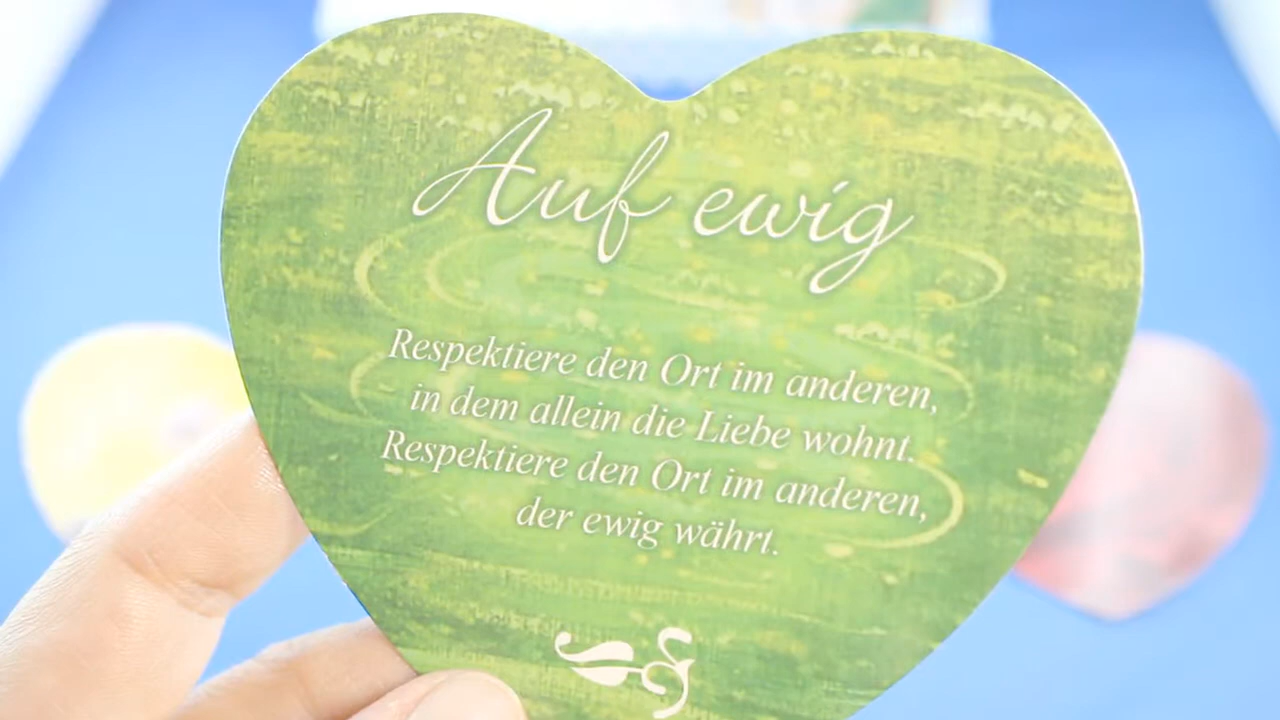 Auf ewig
Respektiere den Ort im anderen,
in dem allein die Liebe wohnt.
Respektiere den Ort im anderen,
der ewig währt.